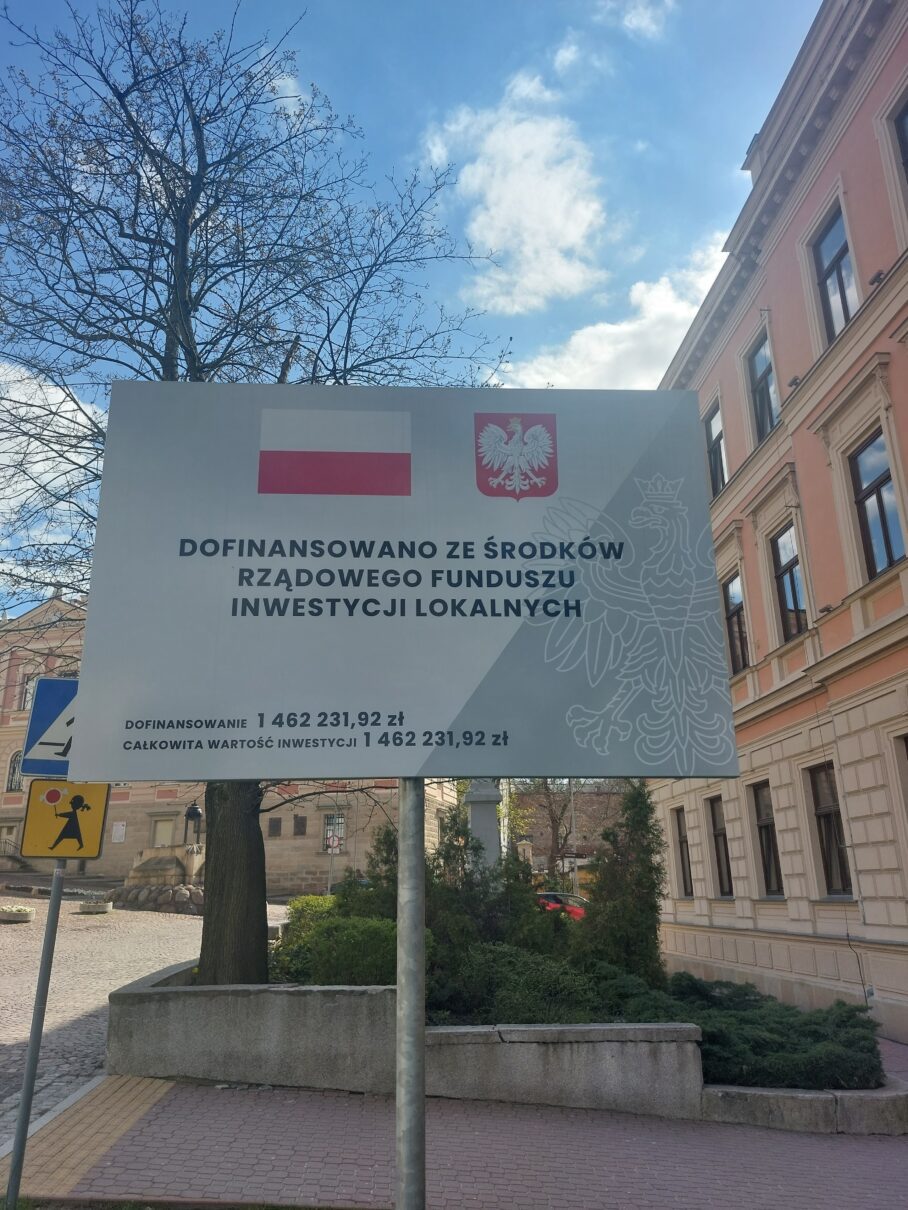 DOFINANSOWANO ZE ŚRODKÓW
RZĄDOWEGO FUNDUSZU
INWESTYCJI LOKALNYCH
DOFINANSOWANIE 1 462 231,92 zł
CAŁKOWITA WARTOŚĆ INWESTYCJI 1 462 231,92 zł